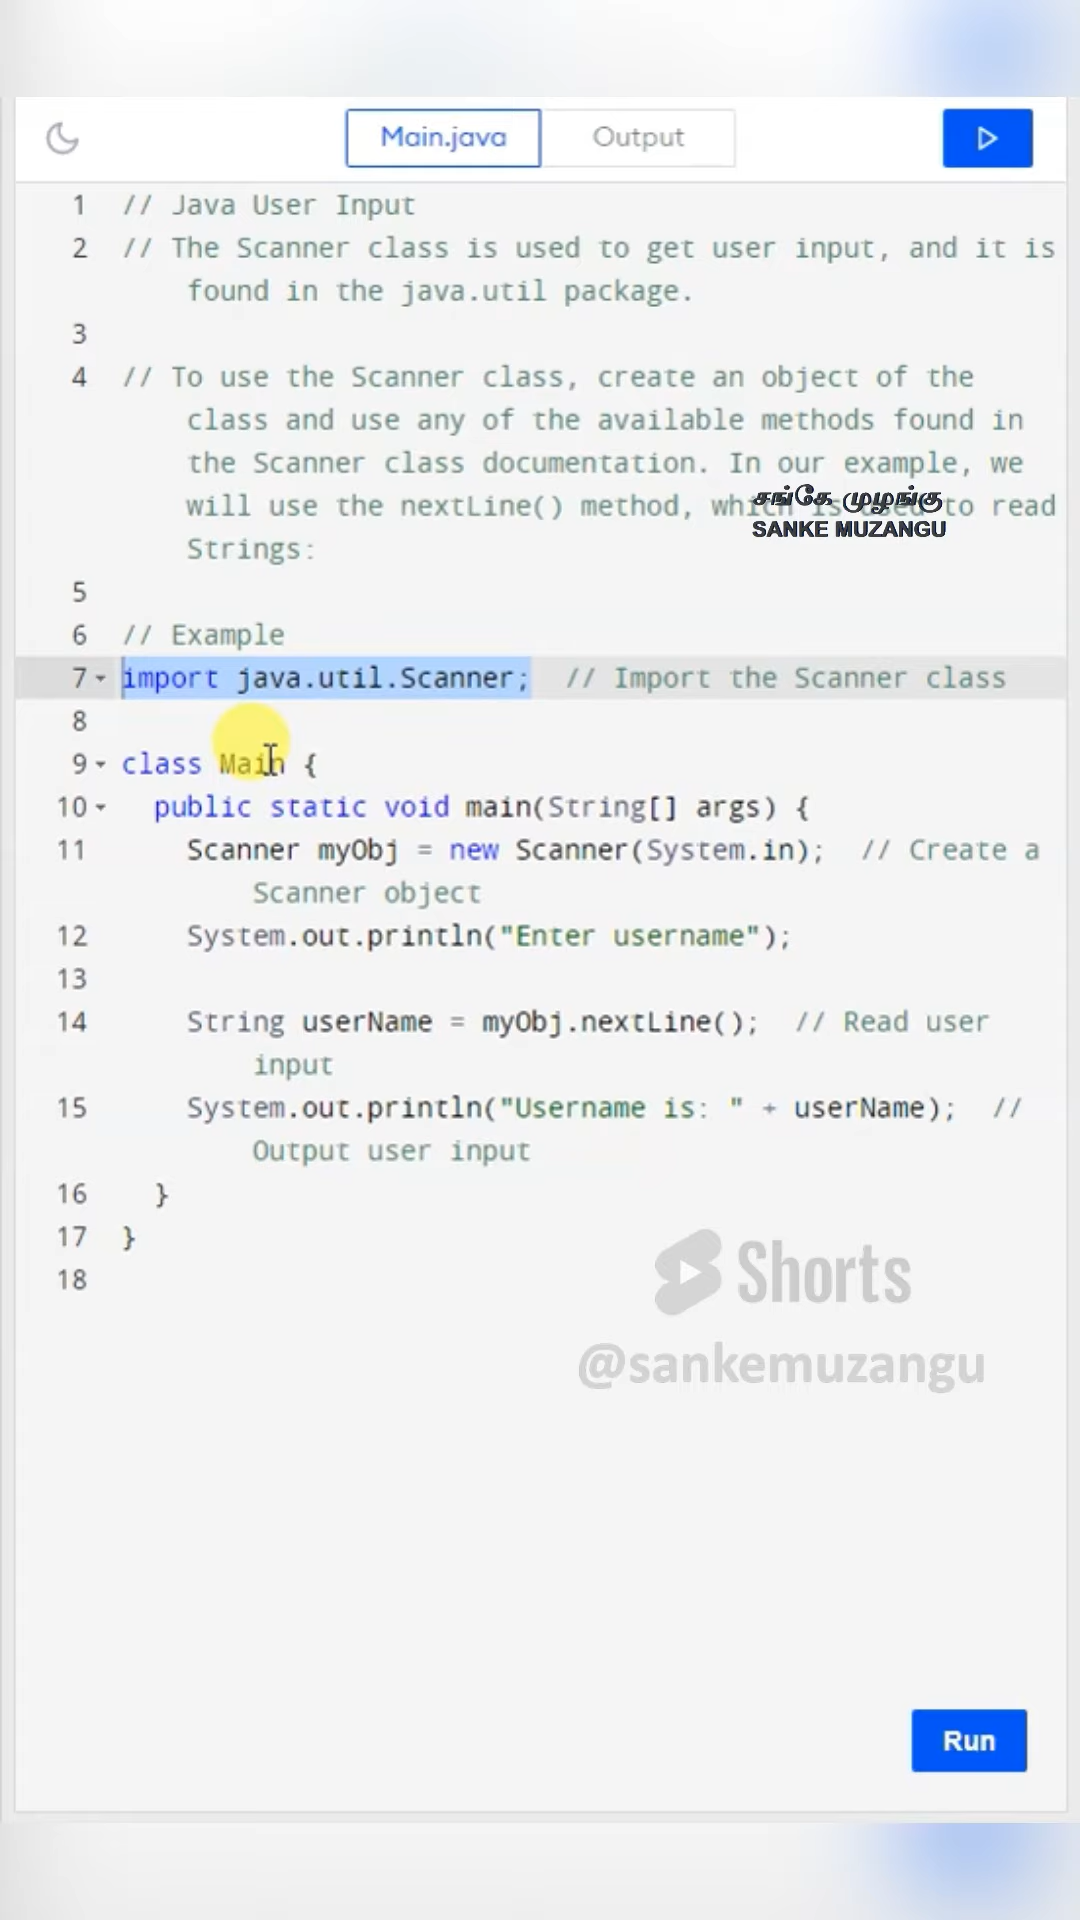 Main.java
Output
1 // Java User Input
2 // The Scanner class is used to get user input, and it is
found in the java.util package.
3
4 // To use the Scanner class, create an object of the
class and use any of the available methods found in
the Scanner class documentation. In our example, we
will use the nextLine() method, which is used to read
சங்கே முழங்கு
SANKE MUZANGU
Strings:
5
6 // Example
7 import java.util.Scanner;  // Import the Scanner class
8
9 class Main {
10 public static void main(String[] args) {
11 Scanner myObj = new Scanner(System.in);  // Create a
Scanner object
12 System.out.println("Enter username");
13
14 String userName = myObj.nextLine();  // Read user
input
15 System.out.println("Username is: " + userName);  //
Output user input
16 }
17 }
18
Shorts
@sankemuzangu
Run